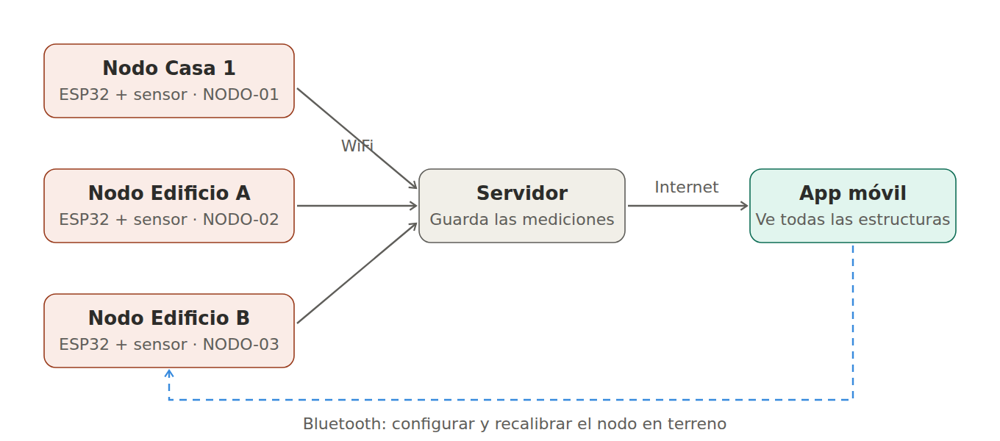 Nodo Casa 1
ESP32 + sensor · NODO-01
WiFi
Nodo Edificio A
ESP32 + sensor · NODO-02
Servidor
Guarda las mediciones
Internet
App móvil
Ve todas las estructuras
Nodo Edificio B
ESP32 + sensor · NODO-03
Bluetooth: configurar y recalibrar el nodo en terreno